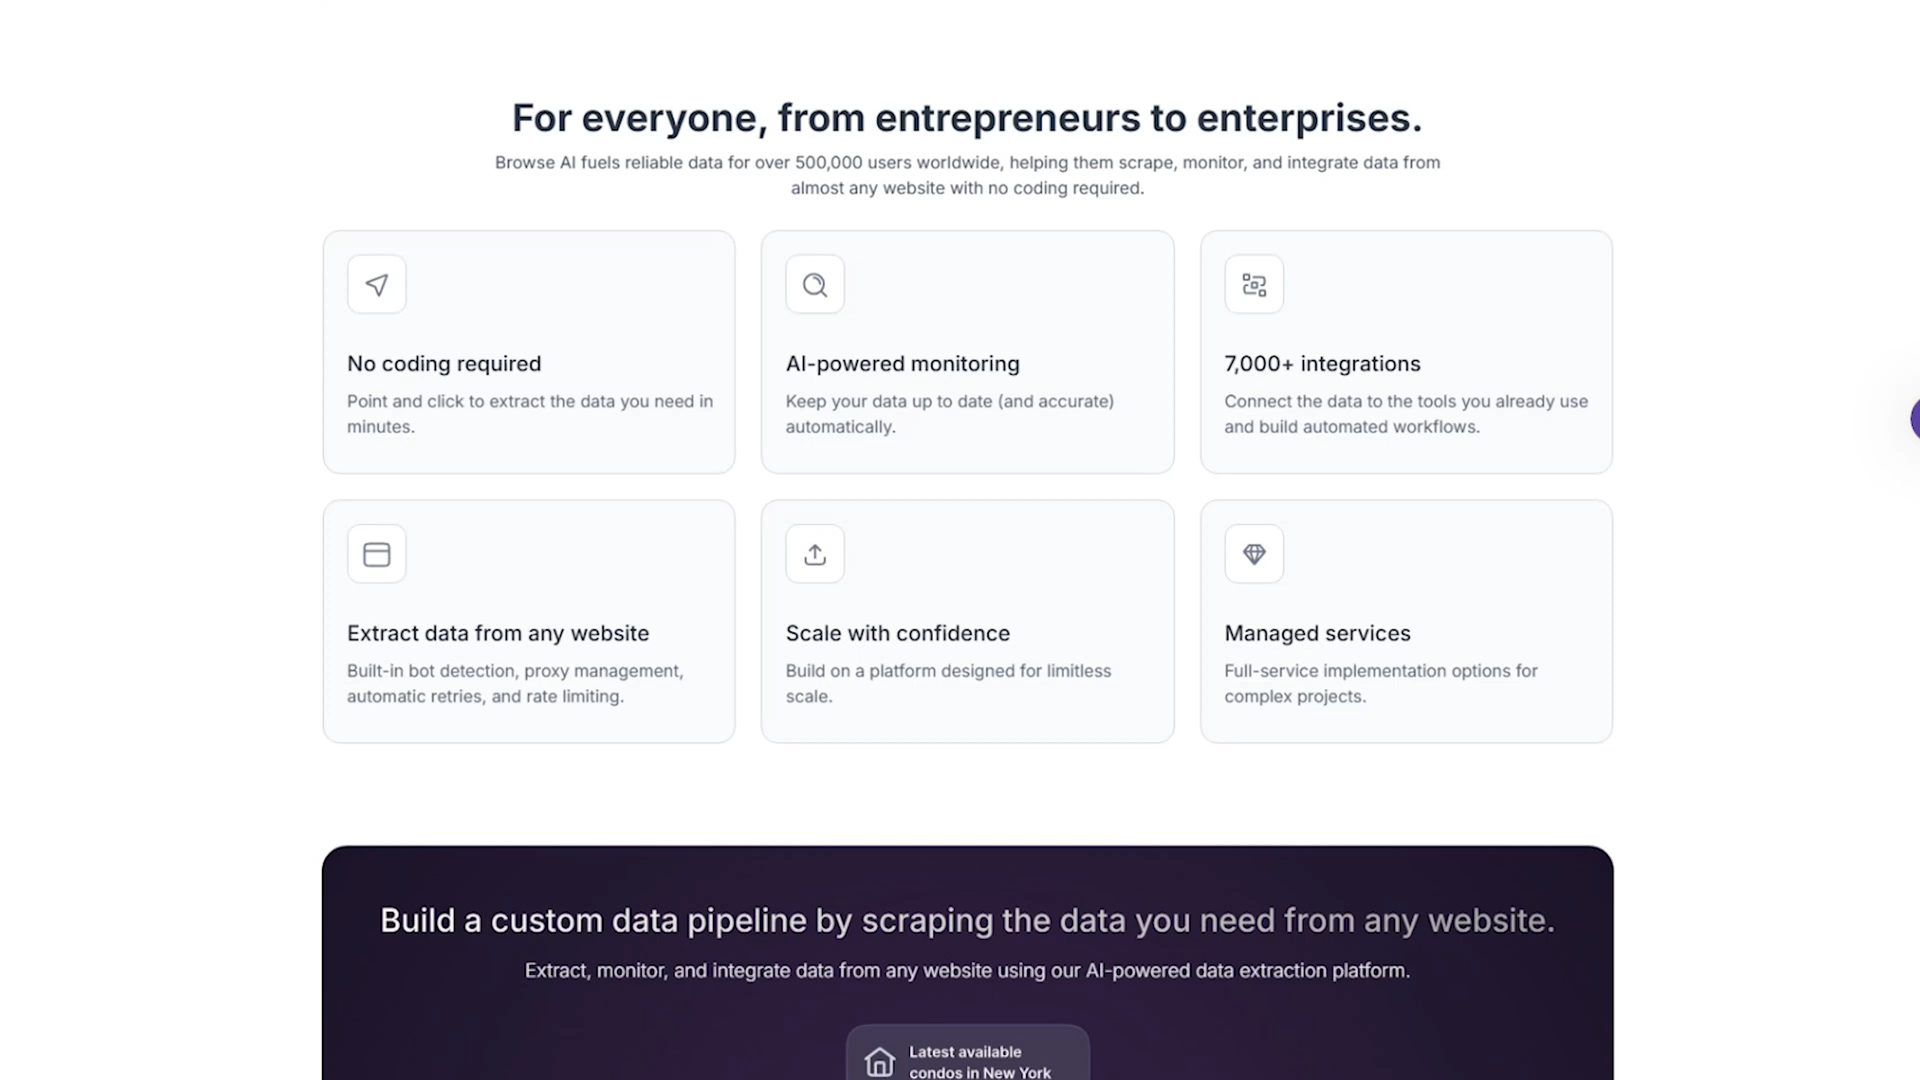 For everyone, from entrepreneurs to enterprises.
Browse AI fuels reliable data for over 500,000 users worldwide, helping them scrape, monitor, and integrate data from
almost any website with no coding required.
No coding required
Point and click to extract the data you need in
minutes.
AI-powered monitoring
Keep your data up to date (and accurate)
automatically.
7,000+ integrations
Connect the data to the tools you already use
and build automated workflows.
Extract data from any website
Built-in bot detection, proxy management,
automatic retries, and rate limiting.
Scale with confidence
Build on a platform designed for limitless
scale.
Managed services
Full-service implementation options for
complex projects.
Build a custom data pipeline by scraping the data you need from any website.
Extract, monitor, and integrate data from any website using our AI-powered data extraction platform.
Latest available
condos in New York